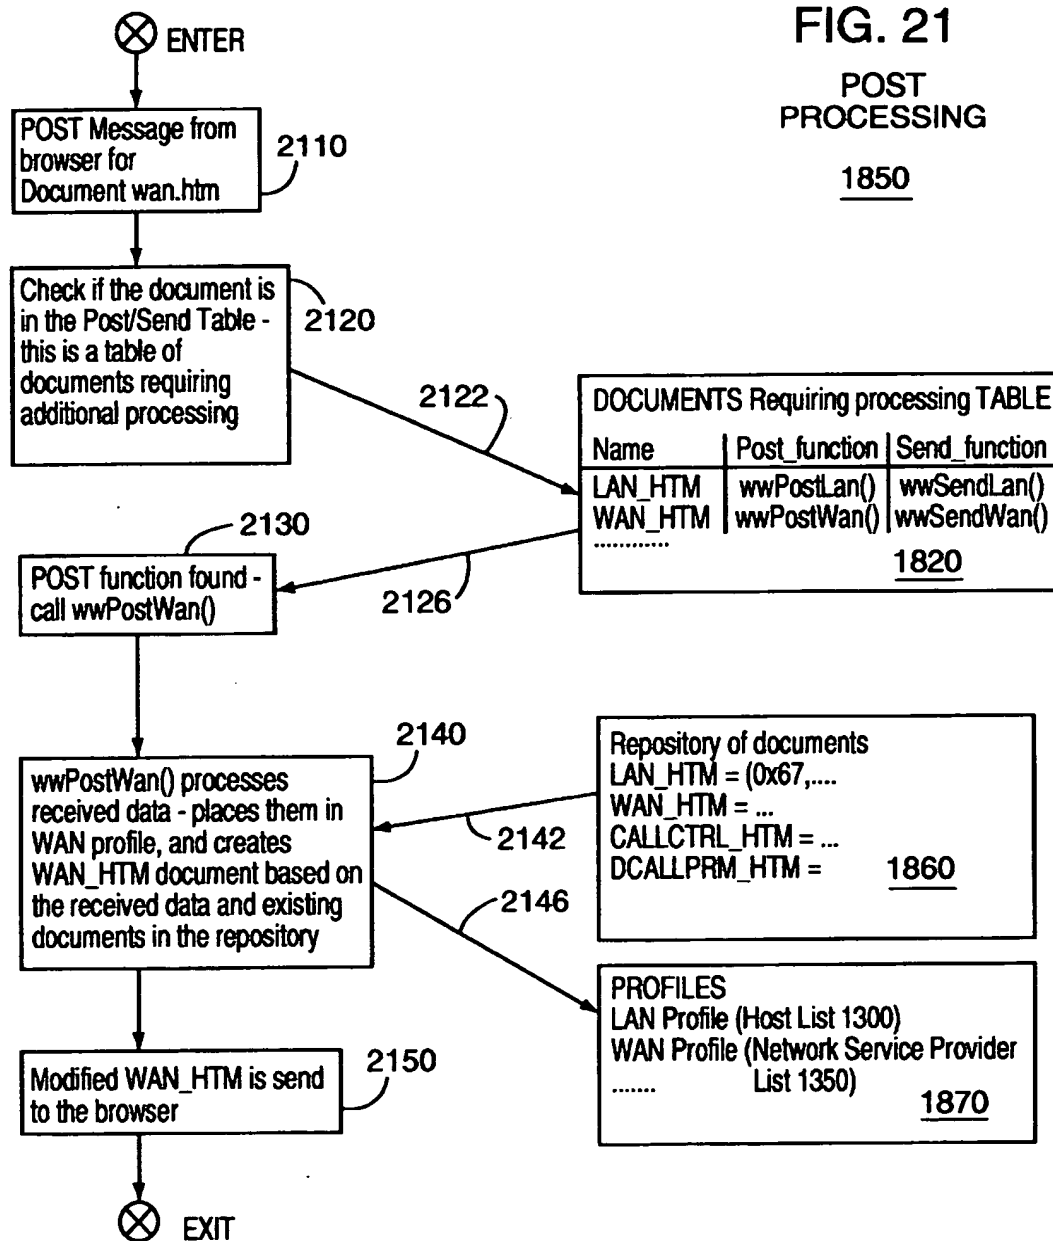 FIG. 21
POST
PROCESSING
1850
ENTER
POST Message from
browser for
Document wan.htm
2110
Check if the document is
in the Post/Send Table -
this is a table of
documents requiring
additional processing
2120
2122
DOCUMENTS Requiring processing TABLE
Name Post_function Send_function
LAN_HTM wwPostLan() wwSendLan()
WAN_HTM wwPostWan() wwSendWan()
............
1820
2126
2130
POST function found -
call wwPostWan()
2140
wwPostWan() processes
received data - places them in
WAN profile, and creates
WAN_HTM document based on
the received data and existing
documents in the repository
2142
2146
Repository of documents
LAN_HTM = (0x67,....
WAN_HTM = ...
CALLCTRL_HTM = ...
DCALLPRM_HTM =
1860
PROFILES
LAN Profile (Host List 1300)
WAN Profile (Network Service Provider
....... List 1350)
1870
Modified WAN_HTM is send
to the browser
2150
EXIT